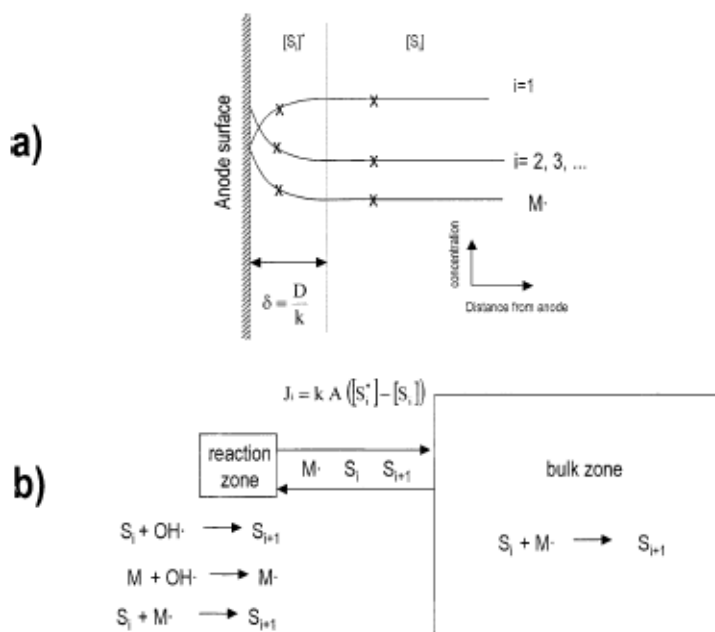 a)
[Sᵢ]* [Sᵢ]
Anode surface
i=1
i= 2, 3, ...
M·
concentration
Distance from anode
δ = D/k
b)
Jᵢ = k A ([Sᵢ*] − [Sᵢ])
reaction zone
M· Sᵢ Sᵢ₊₁
bulk zone
Sᵢ + OH· → Sᵢ₊₁
M + OH· → M·
Sᵢ + M· → Sᵢ₊₁
Sᵢ + M· → Sᵢ₊₁